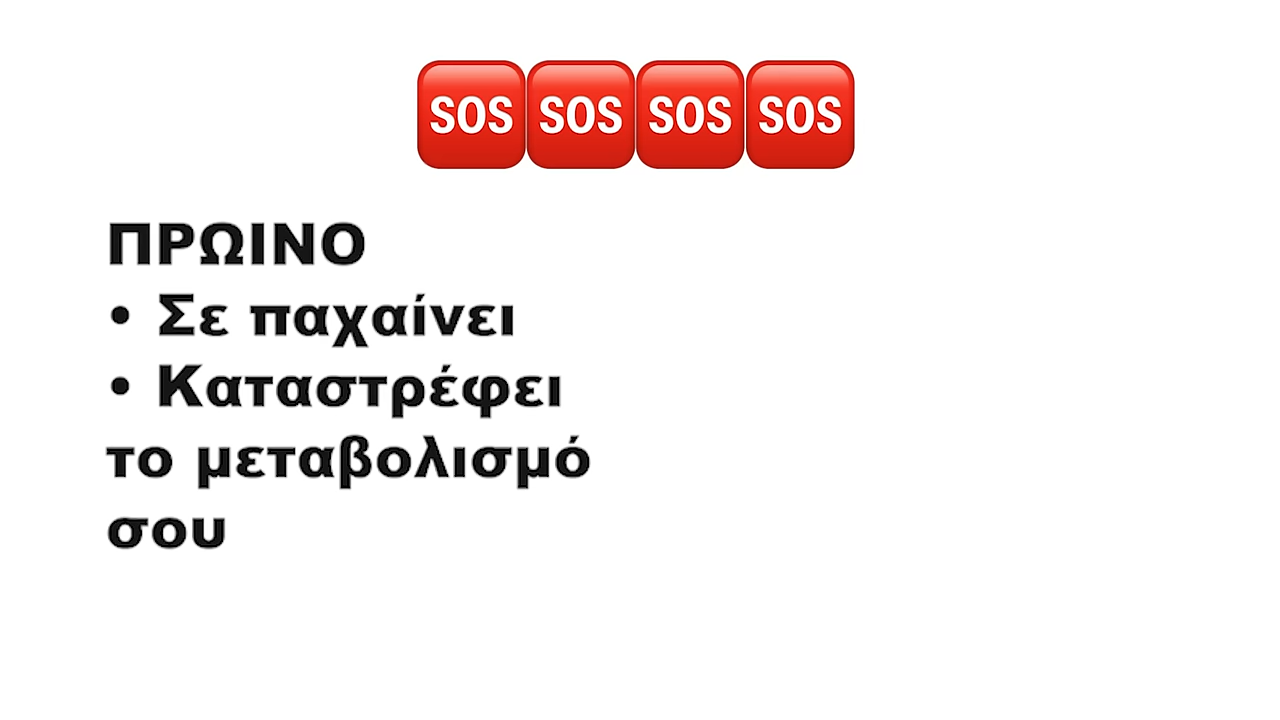 SOS SOS SOS SOS
ΠΡΩΙΝΟ
• Σε παχαίνει
• Καταστρέφει
το μεταβολισμό
σου